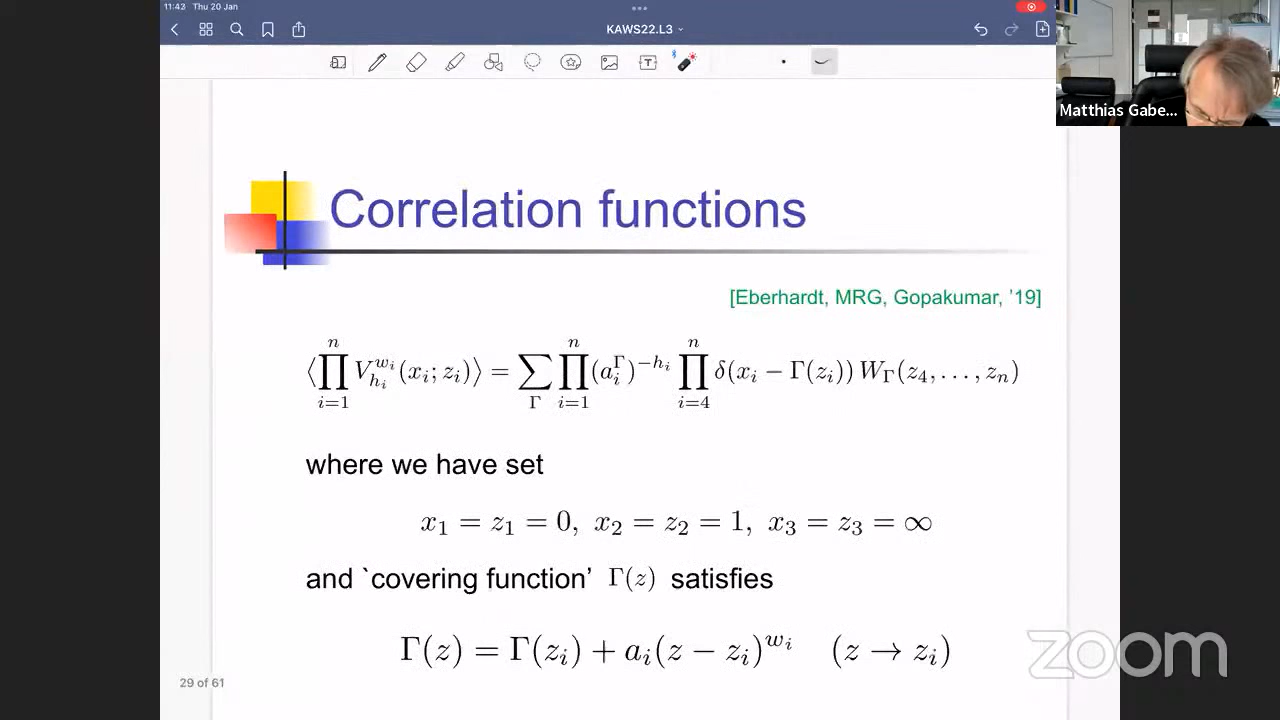 11:43 Thu 20 Jan
KAWS22.L3
Matthias Gabe...
Correlation functions
[Eberhardt, MRG, Gopakumar, '19]
⟨∏_{i=1}^{n} V_{h_i}^{w_i}(x_i; z_i)⟩ = ∑_Γ ∏_{i=1}^{n} (a_i^Γ)^{-h_i} ∏_{i=4}^{n} δ(x_i − Γ(z_i)) W_Γ(z_4, . . . , z_n)
where we have set
x_1 = z_1 = 0, x_2 = z_2 = 1, x_3 = z_3 = ∞
and `covering function' Γ(z) satisfies
Γ(z) = Γ(z_i) + a_i(z − z_i)^{w_i} (z → z_i)
zoom
29 of 61